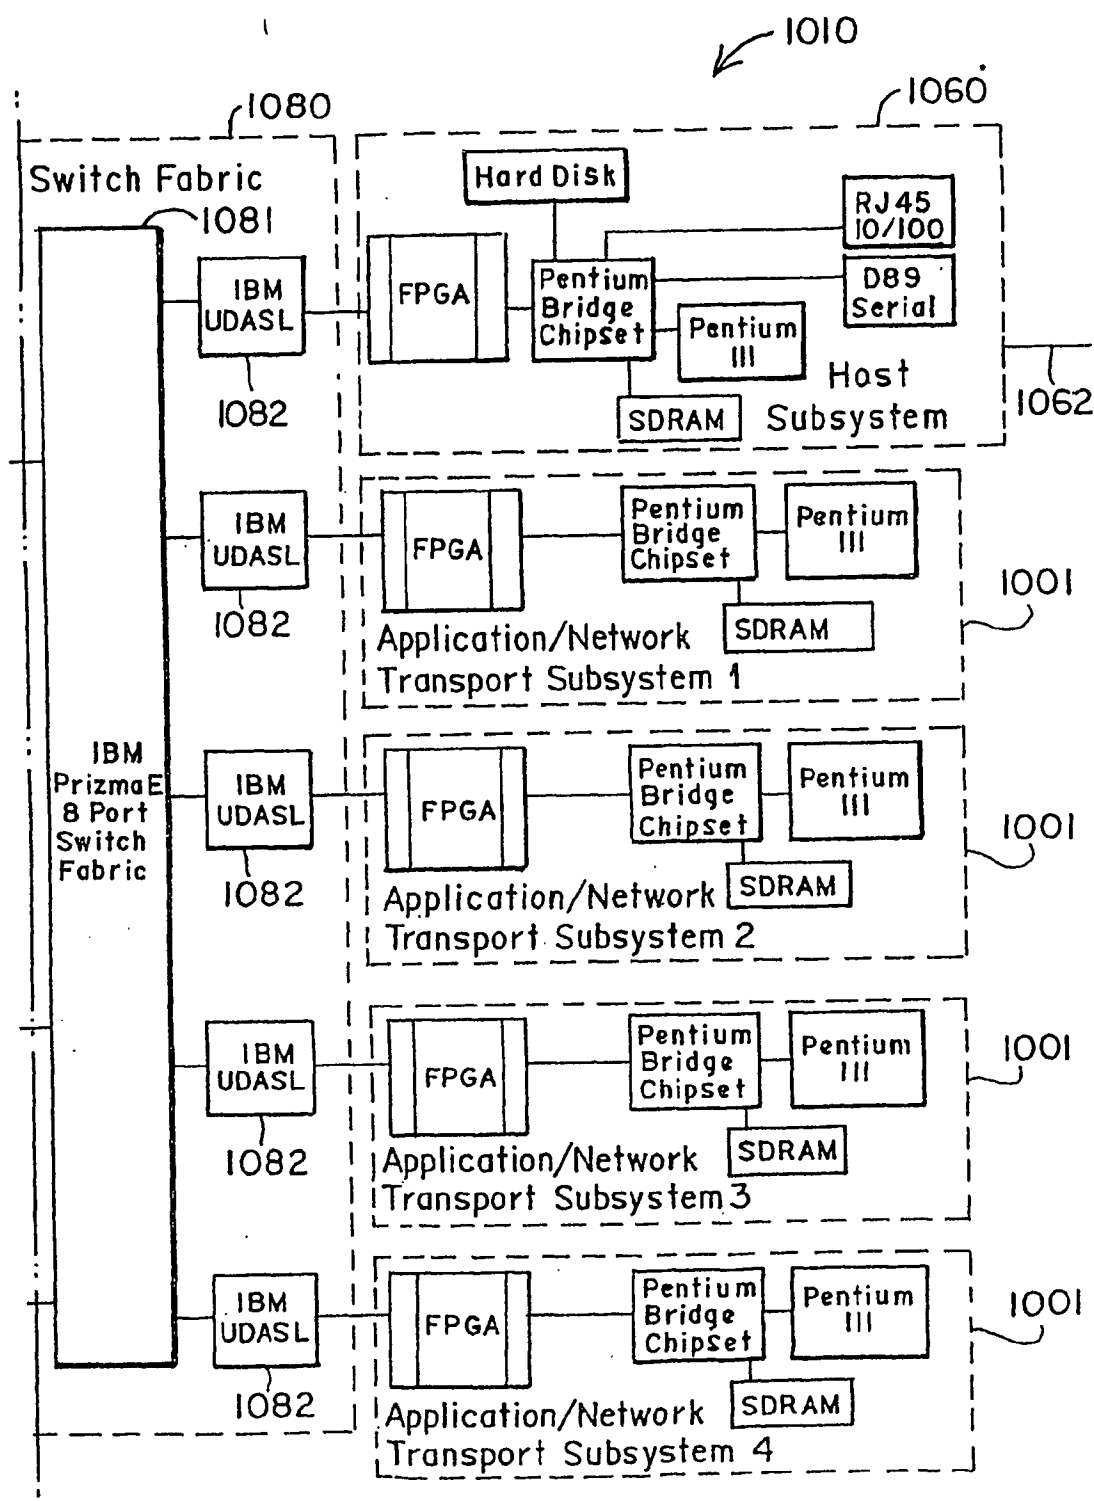 1010
1080
1060
Switch Fabric
1081
Hard Disk
RJ45
10/100
D89
Serial
IBM
UDASL
FPGA
Pentium
Bridge
Chipset
Pentium
III
Host
Subsystem
SDRAM
1082
1062
IBM
UDASL
FPGA
Pentium
Bridge
Chipset
Pentium
III
1082
SDRAM
1001
Application/Network
Transport Subsystem 1
IBM
PrizmaE
8 Port
Switch
Fabric
IBM
UDASL
FPGA
Pentium
Bridge
Chipset
Pentium
III
1082
SDRAM
1001
Application/Network
Transport Subsystem 2
IBM
UDASL
FPGA
Pentium
Bridge
Chipset
Pentium
III
1082
SDRAM
1001
Application/Network
Transport Subsystem 3
IBM
UDASL
FPGA
Pentium
Bridge
Chipset
Pentium
III
1082
SDRAM
1001
Application/Network
Transport Subsystem 4